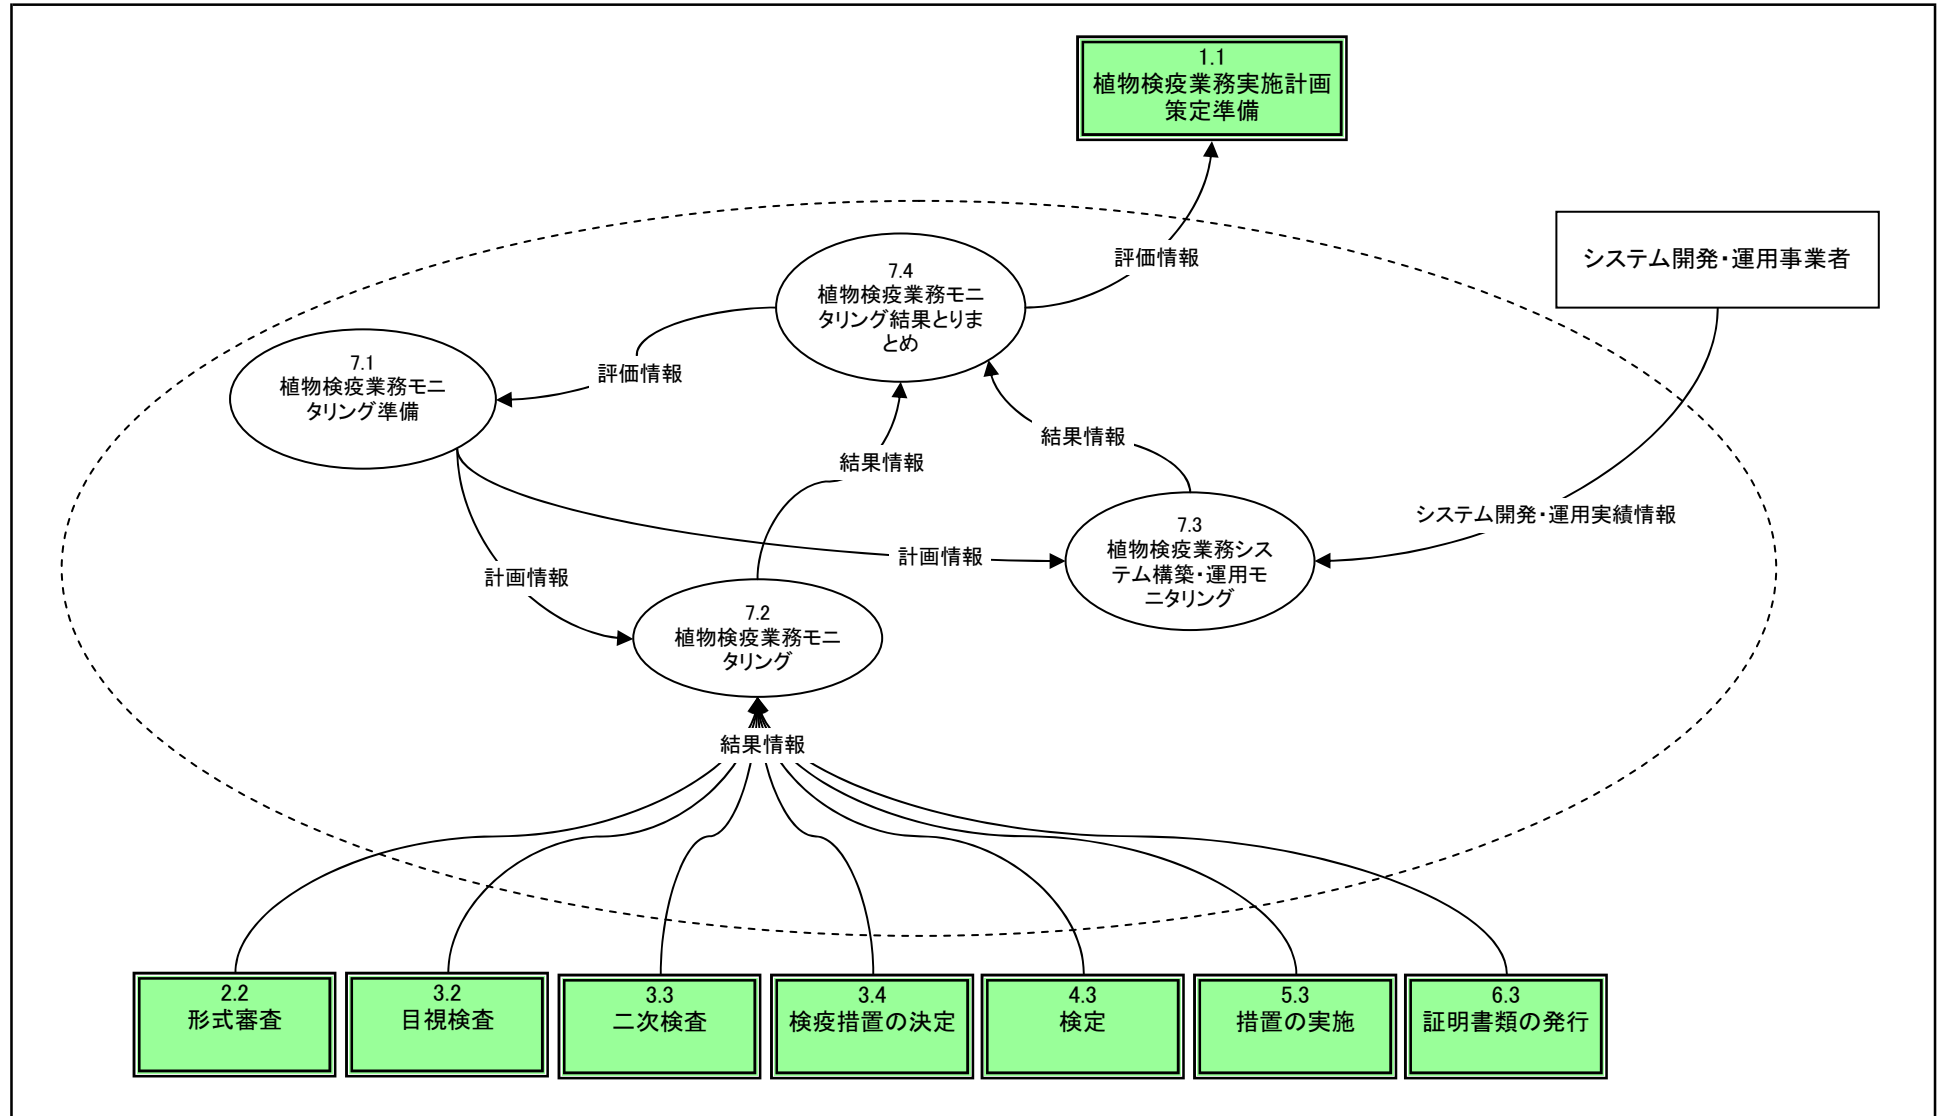 1.1
植物検疫業務実施計画
策定準備
システム開発・運用事業者
評価情報
7.4
植物検疫業務モニ
タリング結果とりま
とめ
評価情報
7.1
植物検疫業務モニ
タリング準備
結果情報
結果情報
システム開発・運用実績情報
7.3
植物検疫業務シス
テム構築・運用モ
ニタリング
計画情報
計画情報
7.2
植物検疫業務モニ
タリング
結果情報
2.2
形式審査
3.2
目視検査
3.3
二次検査
3.4
検疫措置の決定
4.3
検定
5.3
措置の実施
6.3
証明書類の発行